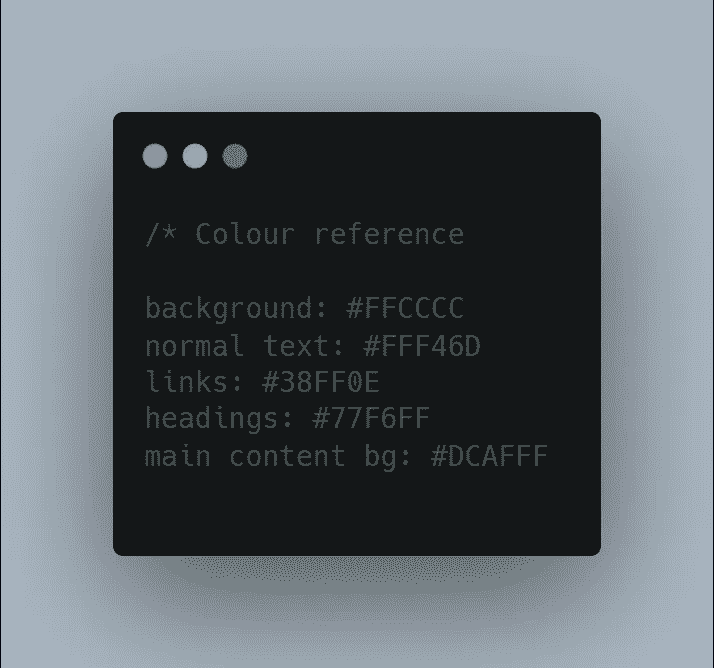 /* Colour reference
background: #FFCCCC
normal text: #FFF46D
links: #38FF0E
headings: #77F6FF
main content bg: #DCAFFF